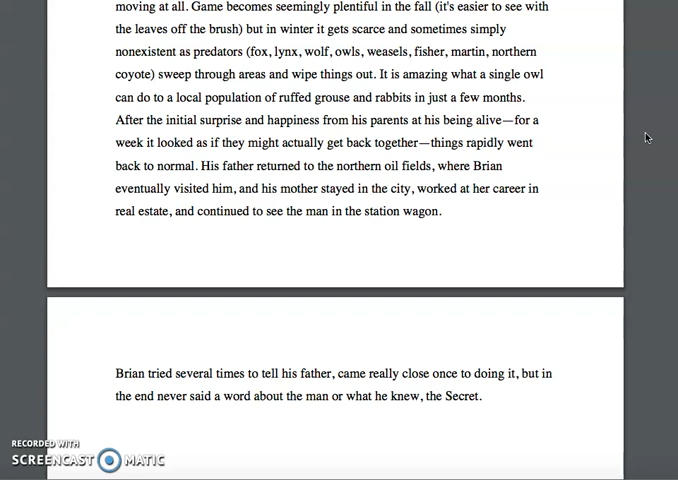 moving at all. Game becomes seemingly plentiful in the fall (it's easier to see with
the leaves off the brush) but in winter it gets scarce and sometimes simply
nonexistent as predators (fox, lynx, wolf, owls, weasels, fisher, martin, northern
coyote) sweep through areas and wipe things out. It is amazing what a single owl
can do to a local population of ruffed grouse and rabbits in just a few months.
After the initial surprise and happiness from his parents at his being alive—for a
week it looked as if they might actually get back together—things rapidly went
back to normal. His father returned to the northern oil fields, where Brian
eventually visited him, and his mother stayed in the city, worked at her career in
real estate, and continued to see the man in the station wagon.
Brian tried several times to tell his father, came really close once to doing it, but in
the end never said a word about the man or what he knew, the Secret.
RECORDED WITH
SCREENCAST MATIC